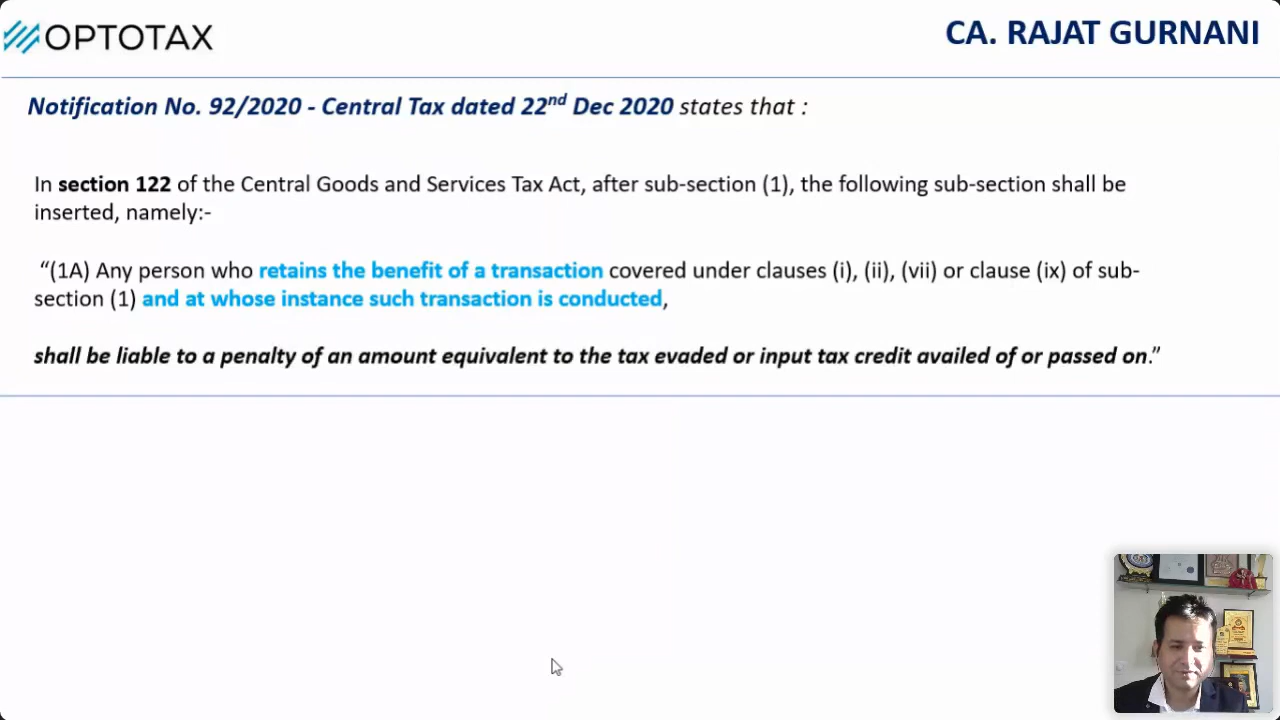 OPTOTAX
CA. RAJAT GURNANI
Notification No. 92/2020 - Central Tax dated 22nd Dec 2020 states that :
In section 122 of the Central Goods and Services Tax Act, after sub-section (1), the following sub-section shall be
inserted, namely:-
“(1A) Any person who retains the benefit of a transaction covered under clauses (i), (ii), (vii) or clause (ix) of sub-
section (1) and at whose instance such transaction is conducted,
shall be liable to a penalty of an amount equivalent to the tax evaded or input tax credit availed of or passed on.”